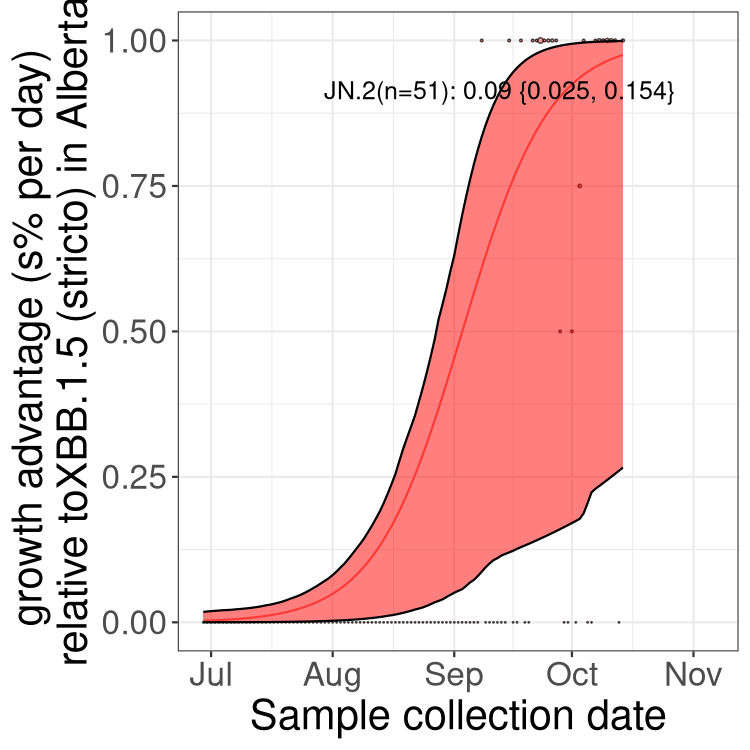 growth advantage (s% per day)
relative toXBB.1.5 (stricto) in Alberta
1.00
0.75
0.50
0.25
0.00
JN.2(n=51): 0.09 {0.025, 0.154}
Jul Aug Sep Oct Nov
Sample collection date